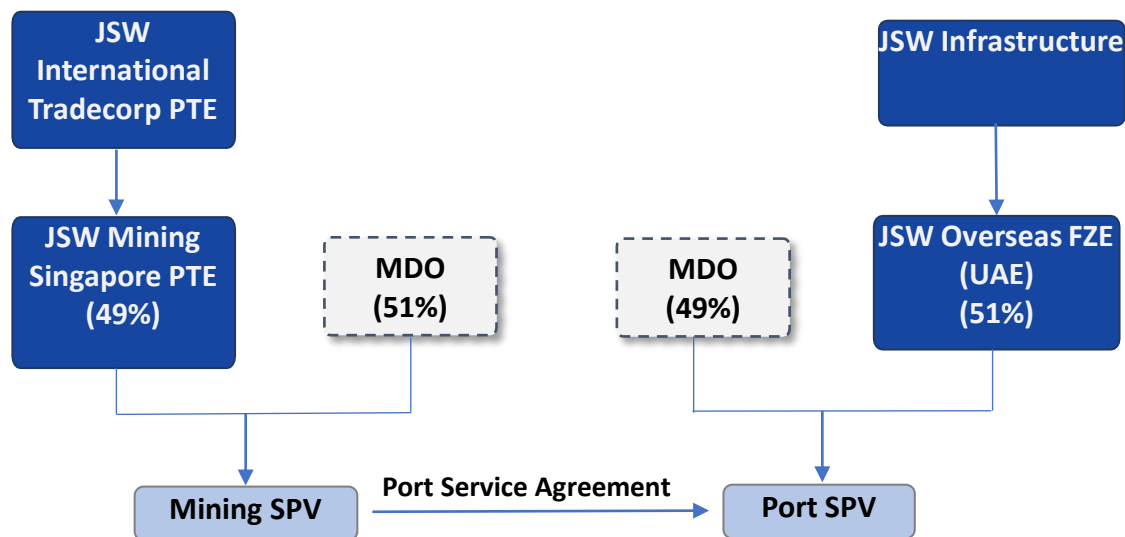 JSW
International
Tradecorp PTE
JSW Infrastructure
JSW Mining
Singapore PTE
(49%)
MDO
(51%)
MDO
(49%)
JSW Overseas FZE
(UAE)
(51%)
Port Service Agreement
Mining SPV
Port SPV